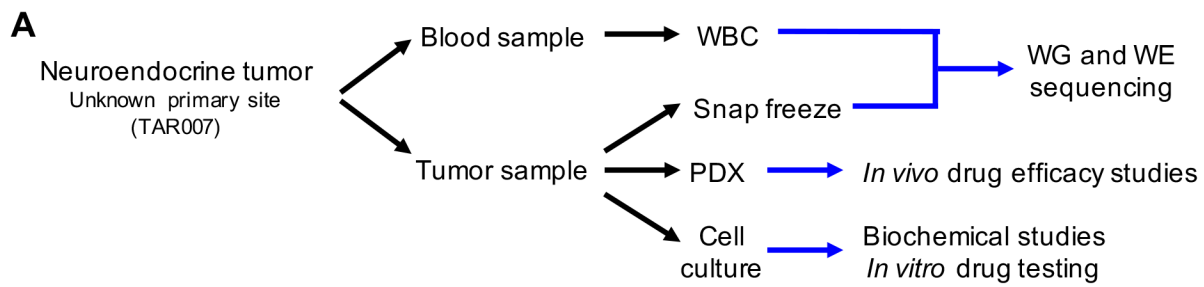 A
Neuroendocrine tumor
Unknown primary site
(TAR007)
Blood sample
Tumor sample
WBC
Snap freeze
PDX
Cell
culture
WG and WE
sequencing
In vivo drug efficacy studies
Biochemical studies
In vitro drug testing